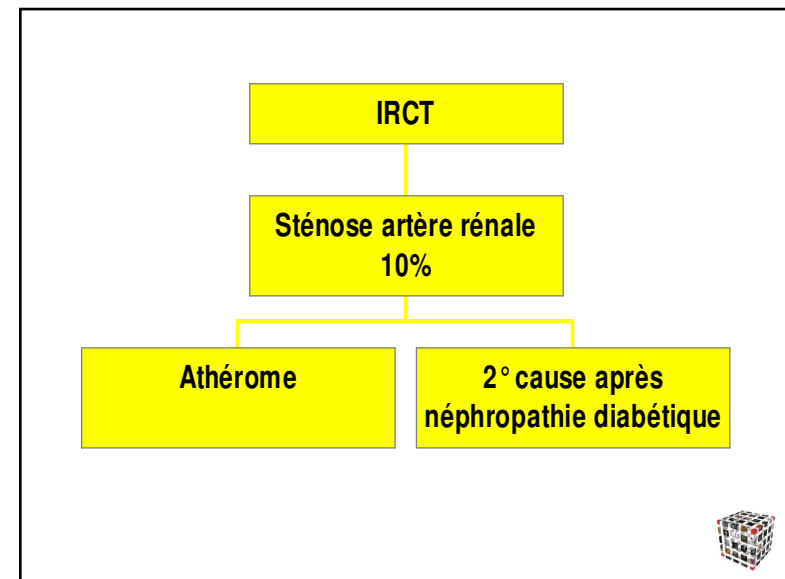 IRCT
Sténose artère rénale
10%
Athérome
2° cause après
néphropathie diabétique